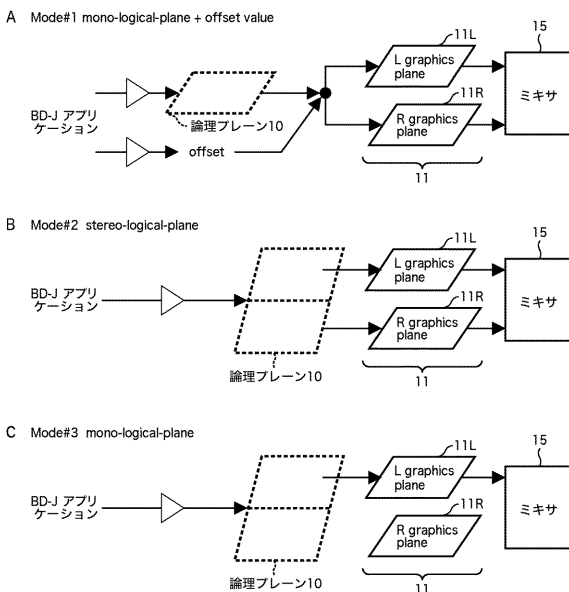 A Mode#1 mono-logical-plane + offset value
11L
15
L graphics
plane
BD-J アプリ
ケーション
論理プレーン10
11R
R graphics
plane
ミキサ
offset
11
B Mode#2 stereo-logical-plane
11L
15
L graphics
plane
BD-J アプリ
ケーション
11R
R graphics
plane
ミキサ
論理プレーン10
11
C Mode#3 mono-logical-plane
11L
15
L graphics
plane
BD-J アプリ
ケーション
11R
R graphics
plane
ミキサ
論理プレーン10
11